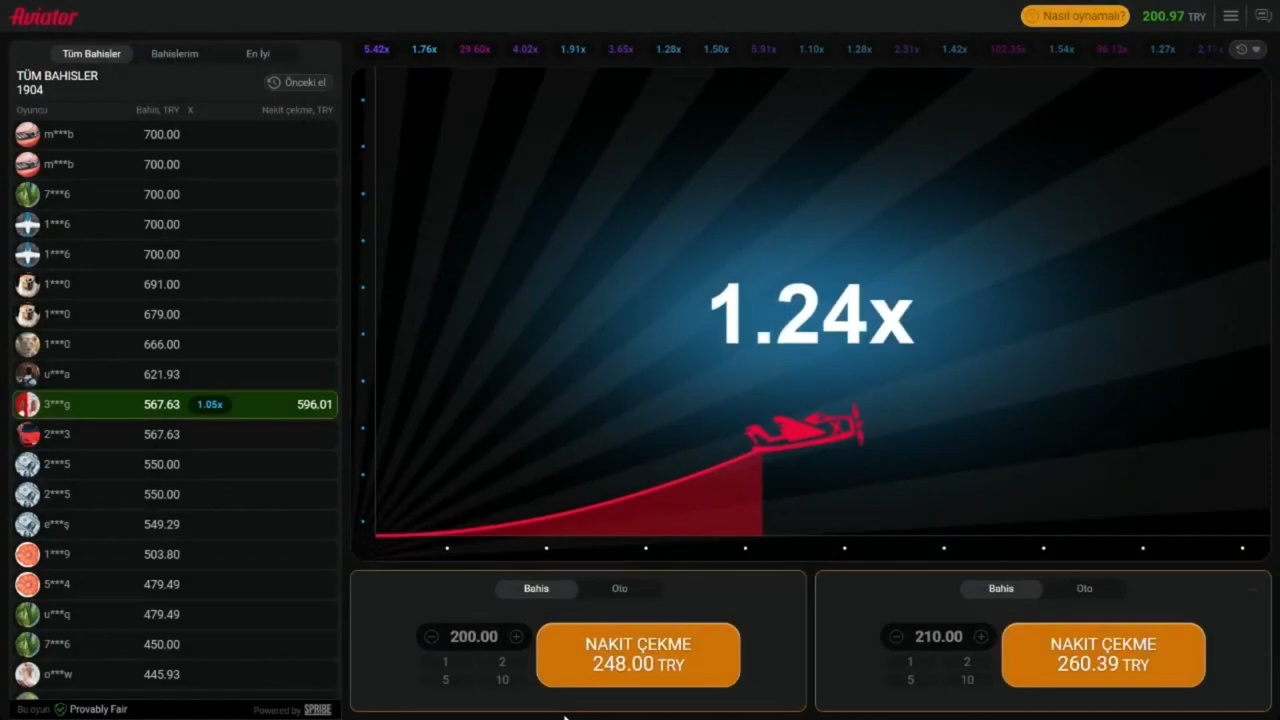 Aviator
Nasıl oynamalı?
200.97 TRY
Tüm Bahisler
Bahislerim
En İyi
TÜM BAHISLER
1904
Önceki el
Oyuncu Bahis, TRY X Nakit çekme, TRY
m***b 700.00
m***b 700.00
7***6 700.00
1***6 700.00
1***6 700.00
1***0 691.00
1***0 679.00
1***0 666.00
u***a 621.93
3***g 567.63 1.05x 596.01
2***3 567.63
2***5 550.00
2***5 550.00
e***ş 549.29
1***9 503.80
5***4 479.49
u***q 479.49
7***6 450.00
o***w 445.93
Bu oyun Provably Fair
Powered by SPRIBE
5.42x 1.76x 29.60x 4.02x 1.91x 3.65x 1.28x 1.50x 5.91x 1.10x 1.28x 2.31x 1.42x 102.35x 1.54x 96.12x 1.27x
1.24x
Bahis Oto
200.00
1 2
5 10
NAKIT ÇEKME
248.00 TRY
Bahis Oto
210.00
1 2
5 10
NAKIT ÇEKME
260.39 TRY